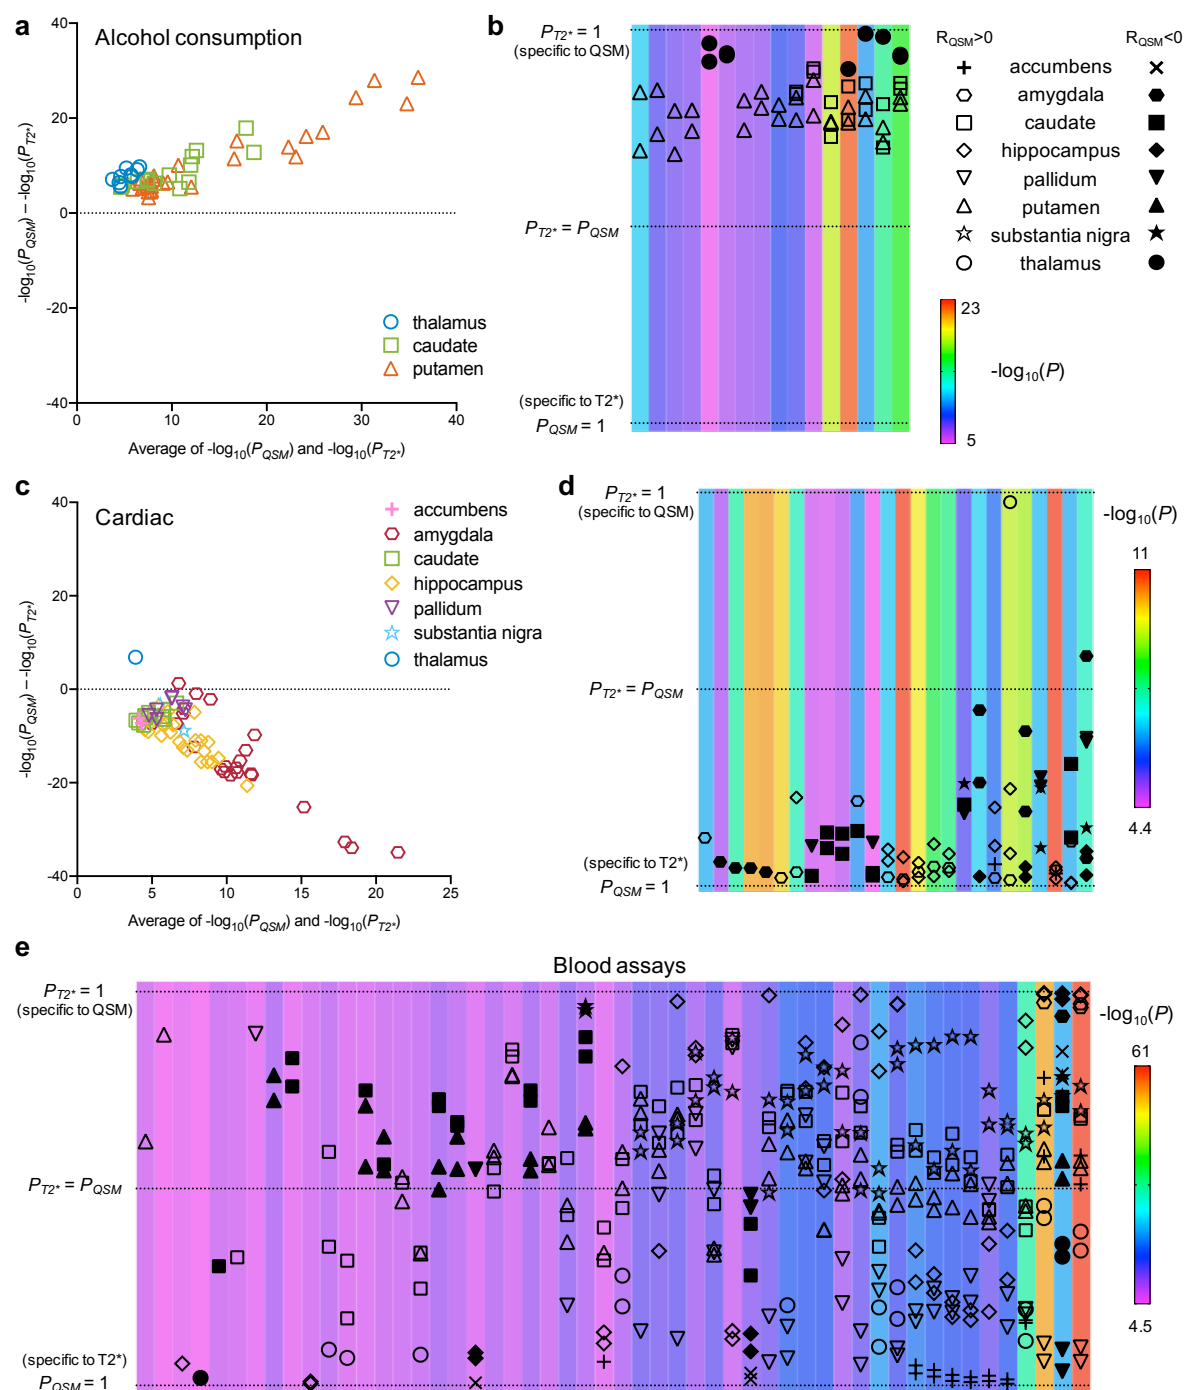 a
Alcohol consumption
-log10(PQSM) – -log10(PT2*)
40
20
0
-20
-40
0
10
20
30
40
Average of -log10(PQSM) and -log10(PT2*)
thalamus
caudate
putamen
b
PT2* = 1
(specific to QSM)
PT2* = PQSM
(specific to T2*)
PQSM = 1
RQSM>0
RQSM<0
accumbens
amygdala
caudate
hippocampus
pallidum
putamen
substantia nigra
thalamus
23
-log10(P)
5
c
Cardiac
-log10(PQSM) – -log10(PT2*)
40
20
0
-20
-40
0
5
10
15
20
25
Average of -log10(PQSM) and -log10(PT2*)
accumbens
amygdala
caudate
hippocampus
pallidum
substantia nigra
thalamus
d
PT2* = 1
(specific to QSM)
PT2* = PQSM
(specific to T2*)
PQSM = 1
-log10(P)
11
4.4
e
Blood assays
PT2* = 1
(specific to QSM)
PT2* = PQSM
(specific to T2*)
PQSM = 1
-log10(P)
61
4.5